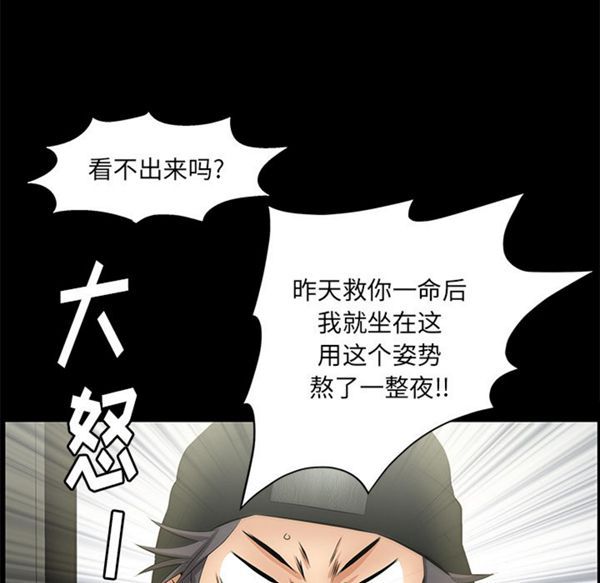 看不出来吗?
昨天救你一命后
我就坐在这
用这个姿势
熬了一整夜!!
大怒一